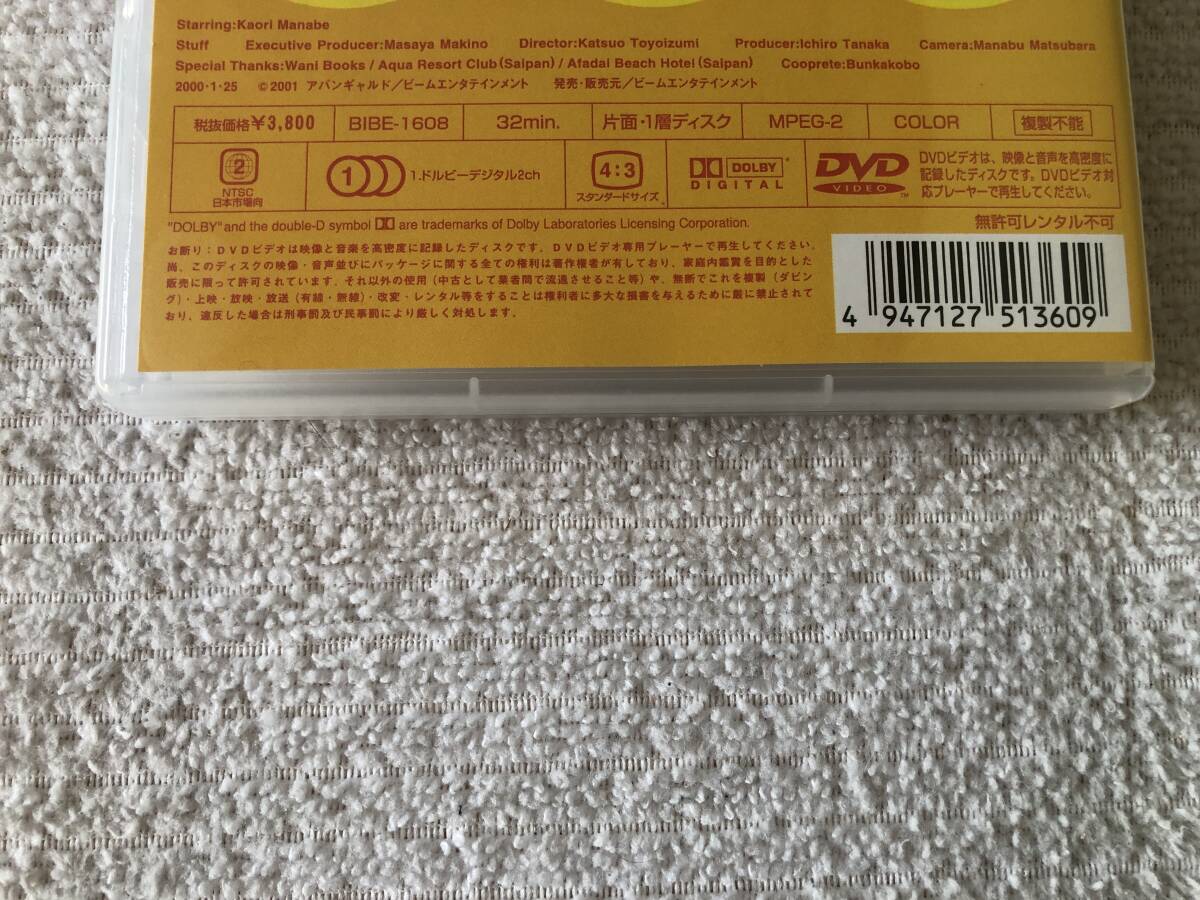 Starring:Kaori Manabe
Stuff Executive Producer:Masaya Makino Director:Katsuo Toyoizumi Producer:Ichiro Tanaka Camera:Manabu Matsubara
Special Thanks:Wani Books / Aqua Resort Club(Saipan) / Afadai Beach Hotel(Saipan) Cooprete:Bunkakobo
2000・1・25 ©2001 アバンギャルド／ビームエンタテインメント 発売・販売元／ビームエンタテインメント
税抜価格¥3,800 BIBE-1608 32min. 片面・1層ディスク MPEG-2 COLOR 複製不能
2 NTSC 日本市場向
1 1.ドルビーデジタル2ch
4:3 スタンダードサイズ
DOLBY DIGITAL
DVD VIDEO
DVDビデオは、映像と音声を高密度に
記録したディスクです。DVDビデオ対
応プレーヤーで再生してください。
"DOLBY" and the double-D symbol are trademarks of Dolby Laboratories Licensing Corporation.
無許可レンタル不可
お断り：DVDビデオは映像と音楽を高密度に記録したディスクです。DVDビデオ専用プレーヤーで再生してください。
尚、このディスクの映像・音声並びにパッケージに関する全ての権利は著作権者が有しており、家庭内鑑賞を目的とした
販売に限って許可されています。それ以外の使用（中古として業者間で流通させること等）や、無断でこれを複製（ダビン
グ）・上映・放映・放送（有線・無線）・改変・レンタル等をすることは権利者に多大な損害を与えるために厳に禁止されて
おり、違反した場合は刑事罰及び民事罰により厳しく対処します。
4 947127 513609